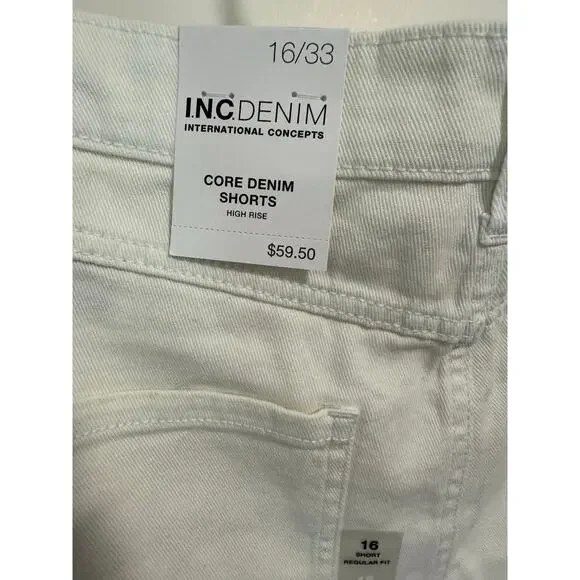 16/33
I.N.C.DENIM
INTERNATIONAL CONCEPTS
CORE DENIM
SHORTS
HIGH RISE
$59.50
16
SHORT
REGULAR FIT